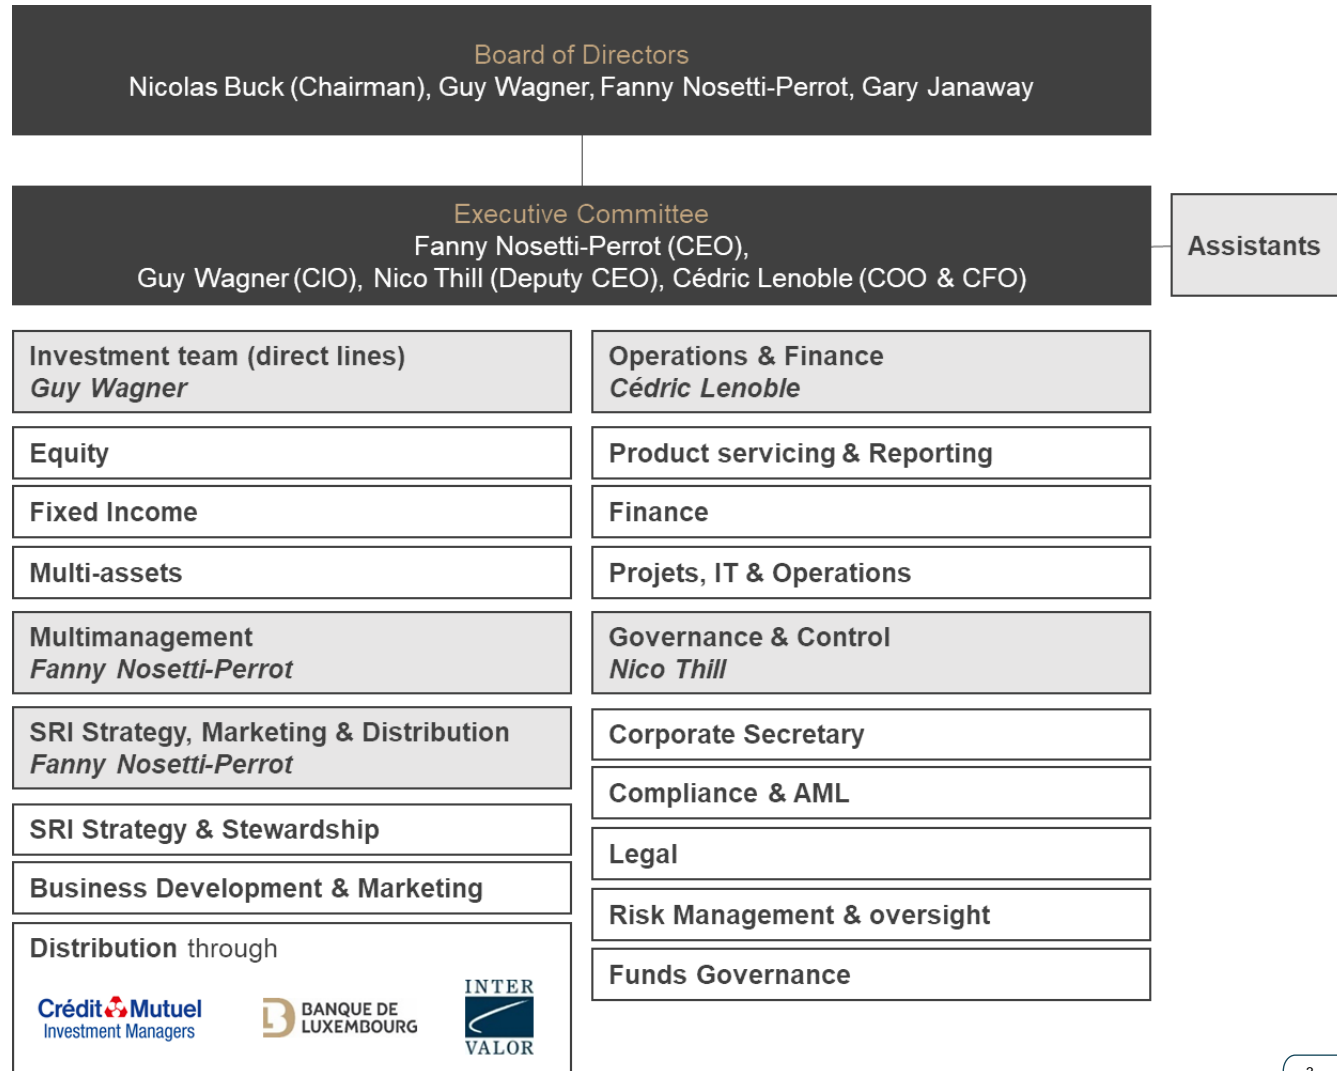 Board of Directors
Nicolas Buck (Chairman), Guy Wagner, Fanny Nosetti-Perrot, Gary Janaway
Executive Committee
Fanny Nosetti-Perrot (CEO),
Guy Wagner (CIO), Nico Thill (Deputy CEO), Cédric Lenoble (COO & CFO)
Assistants
Investment team (direct lines)
Guy Wagner
Equity
Fixed Income
Multi-assets
Multimanagement
Fanny Nosetti-Perrot
SRI Strategy, Marketing & Distribution
Fanny Nosetti-Perrot
SRI Strategy & Stewardship
Business Development & Marketing
Distribution through
Crédit Mutuel
Investment Managers
BANQUE DE
LUXEMBOURG
INTER
VALOR
Operations & Finance
Cédric Lenoble
Product servicing & Reporting
Finance
Projets, IT & Operations
Governance & Control
Nico Thill
Corporate Secretary
Compliance & AML
Legal
Risk Management & oversight
Funds Governance